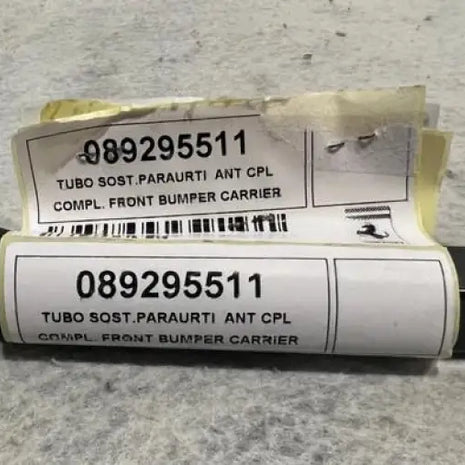 089295511
TUBO SOST.PARAURTI ANT CPL
COMPL. FRONT BUMPER CARRIER
089295511
TUBO SOST.PARAURTI ANT CPL
COMPL. FRONT BUMPER CARRIER